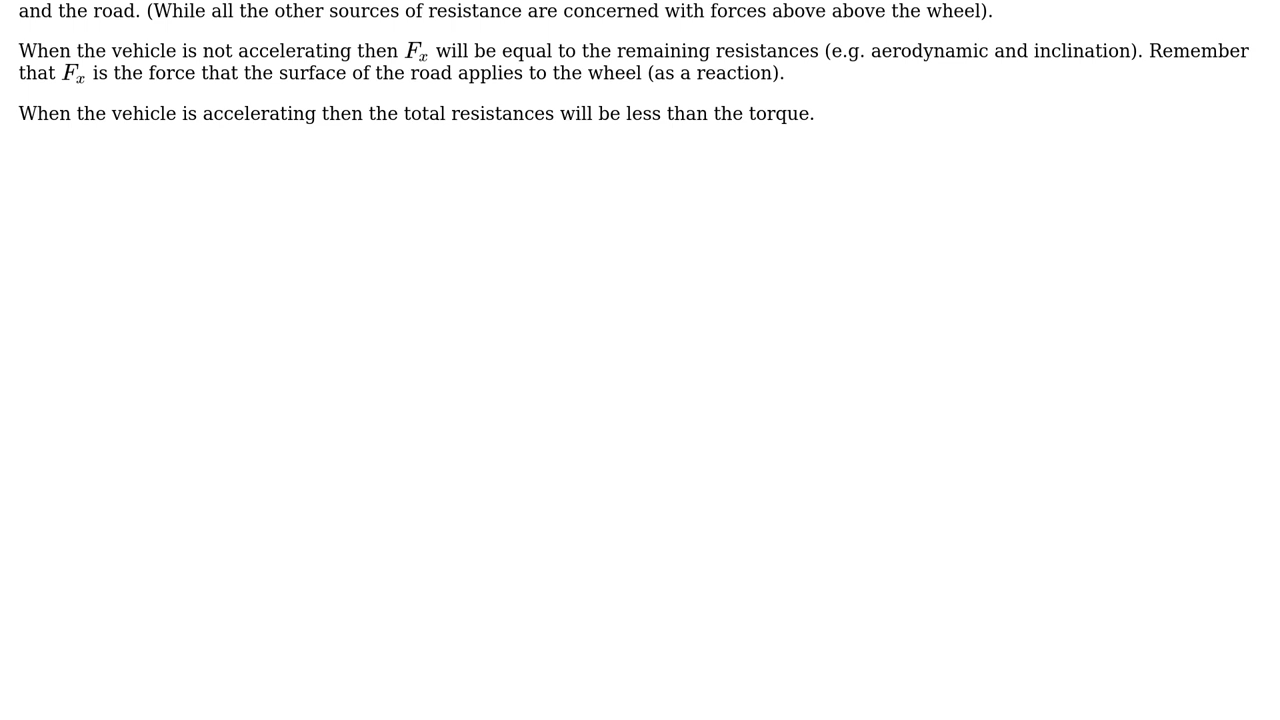 and the road. (While all the other sources of resistance are concerned with forces above above the wheel).
When the vehicle is not accelerating then Fₓ will be equal to the remaining resistances (e.g. aerodynamic and inclination). Remember
that Fₓ is the force that the surface of the road applies to the wheel (as a reaction).
When the vehicle is accelerating then the total resistances will be less than the torque.